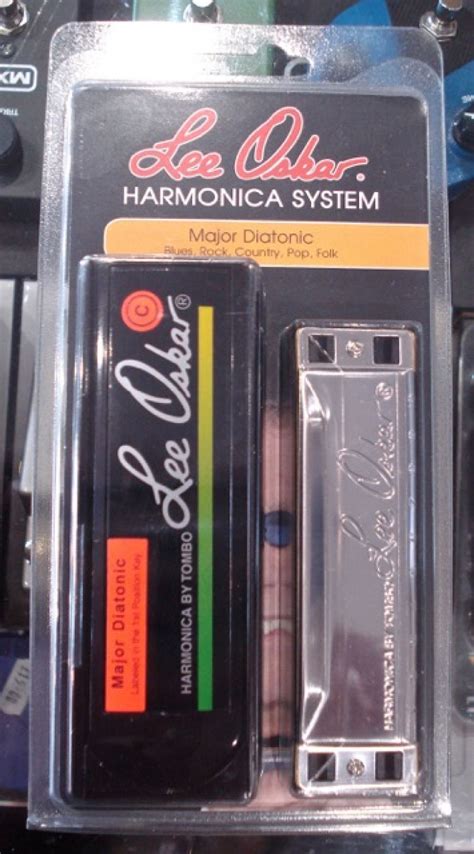 MX
Lee Oskar®
HARMONICA SYSTEM
Major Diatonic
Blues, Rock, Country, Pop, Folk
C
Lee Oskar®
HARMONICA BY TOMBO
Major Diatonic
Labeled in the 1st Position Key
Lee Oskar®
HARMONICA BY TOMBO